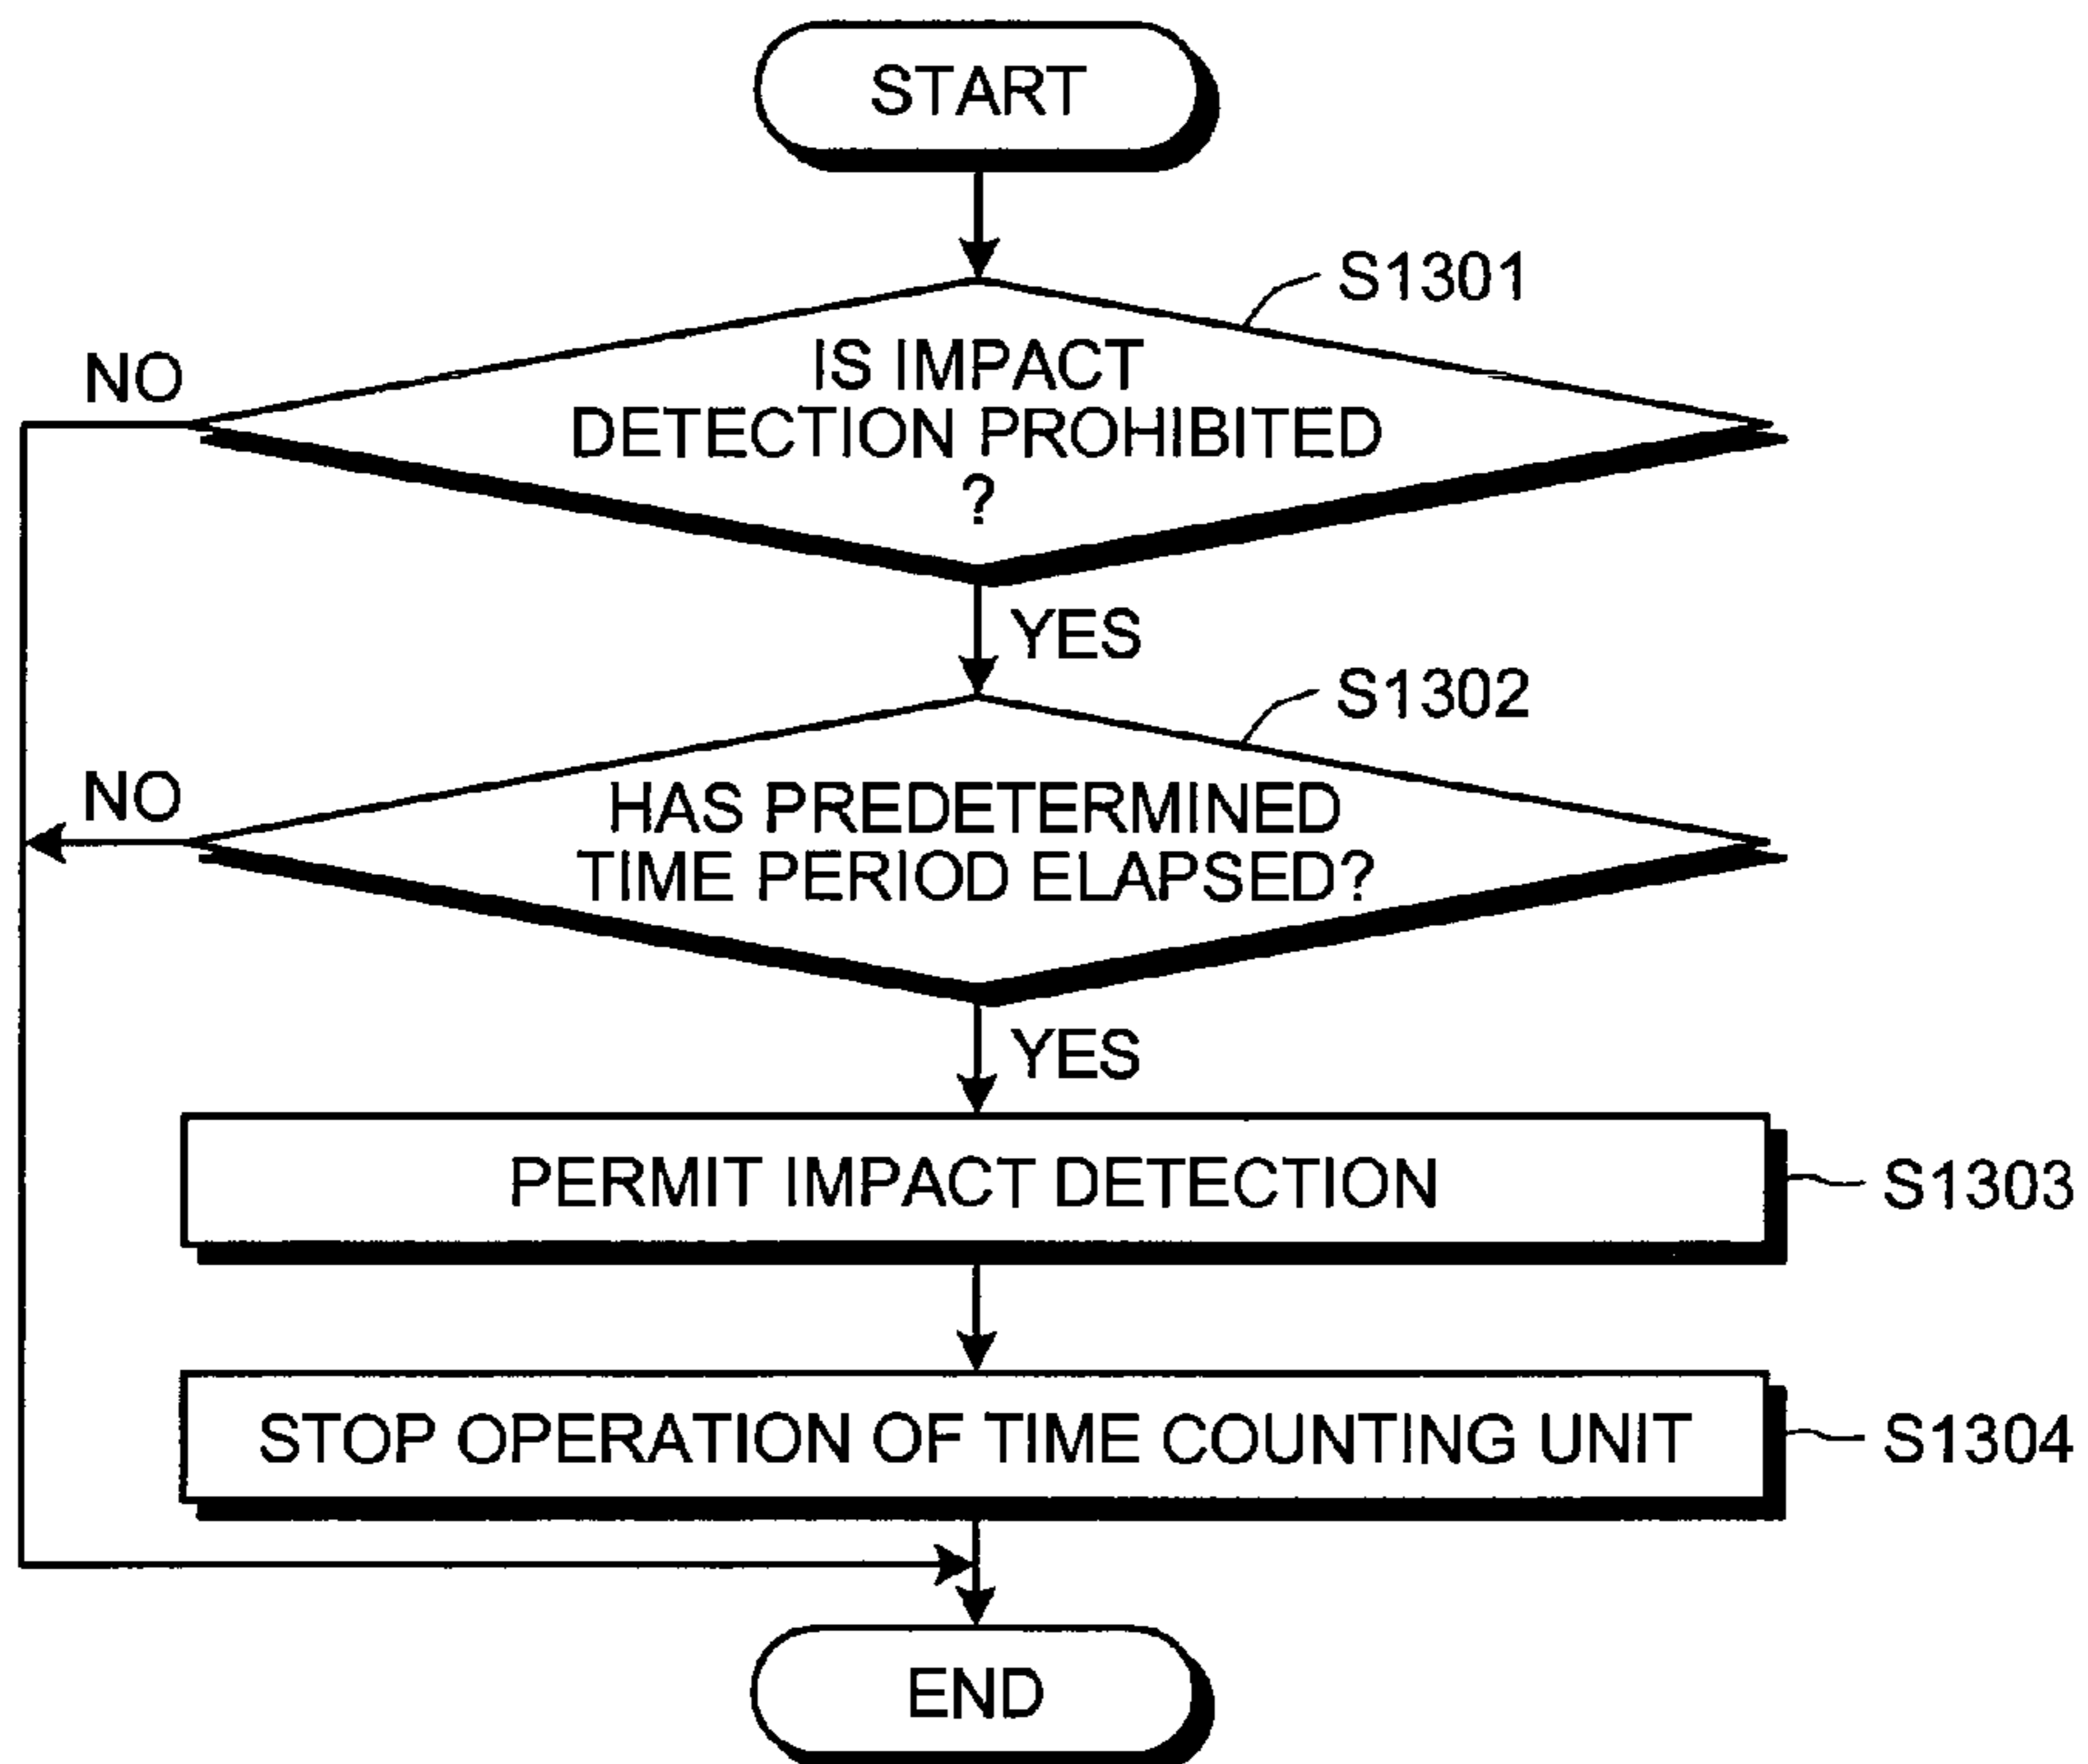 START
S1301
NO
IS IMPACT
DETECTION PROHIBITED
?
YES
S1302
NO
HAS PREDETERMINED
TIME PERIOD ELAPSED?
YES
PERMIT IMPACT DETECTION
S1303
STOP OPERATION OF TIME COUNTING UNIT
S1304
END